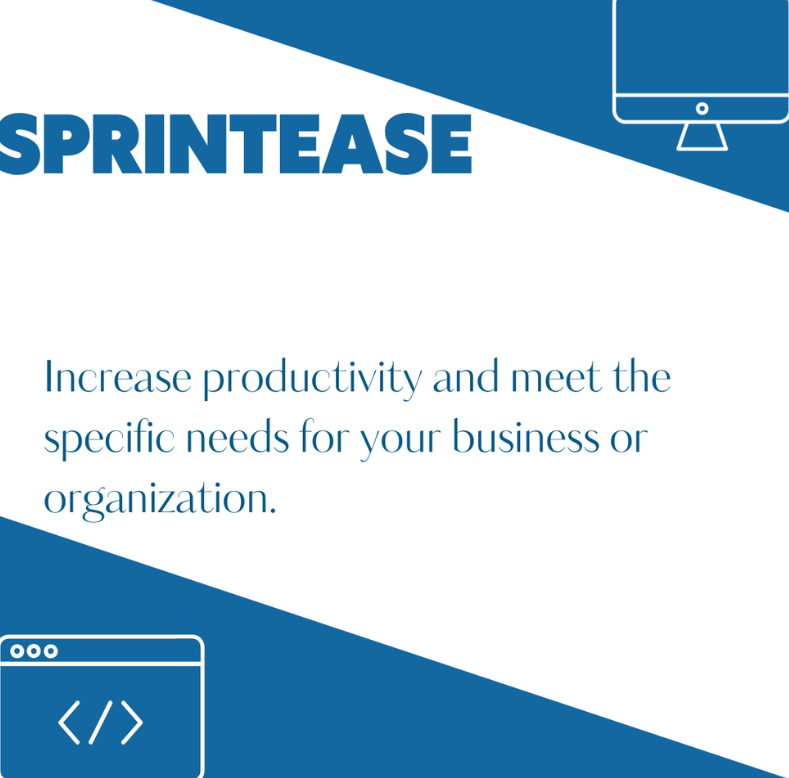 SPRINTEASE
Increase productivity and meet the
specific needs for your business or
organization.
</>